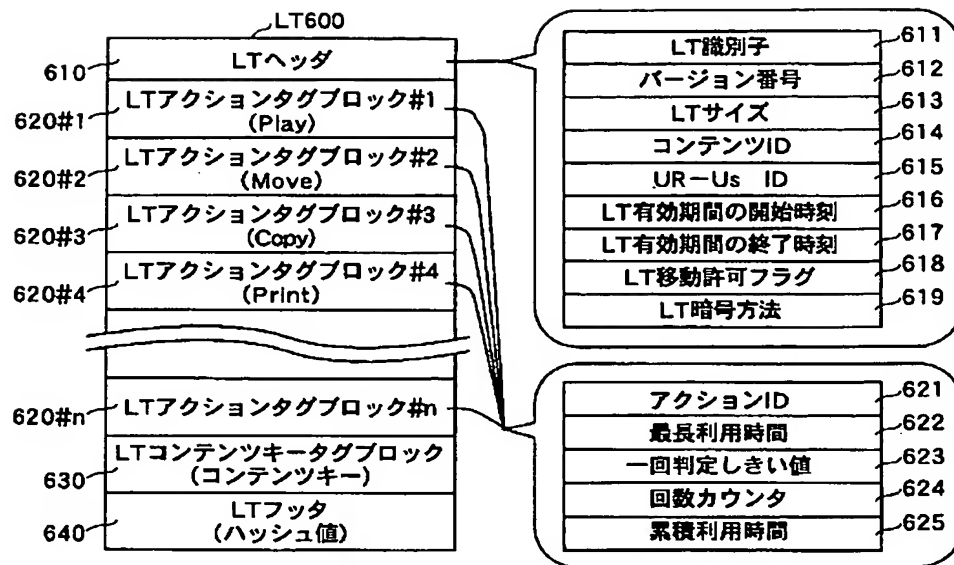 LT600
610
LTヘッダ
620#1
LTアクションタグブロック#1
(Play)
620#2
LTアクションタグブロック#2
(Move)
620#3
LTアクションタグブロック#3
(Copy)
620#4
LTアクションタグブロック#4
(Print)
620#n
LTアクションタグブロック#n
630
LTコンテンツキータグブロック
(コンテンツキー)
640
LTフッタ
(ハッシュ値)
LT識別子
611
バージョン番号
612
LTサイズ
613
コンテンツID
614
UR-Us ID
615
LT有効期間の開始時刻
616
LT有効期間の終了時刻
617
LT移動許可フラグ
618
LT暗号方法
619
アクションID
621
最長利用時間
622
一回判定しきい値
623
回数カウンタ
624
累積利用時間
625